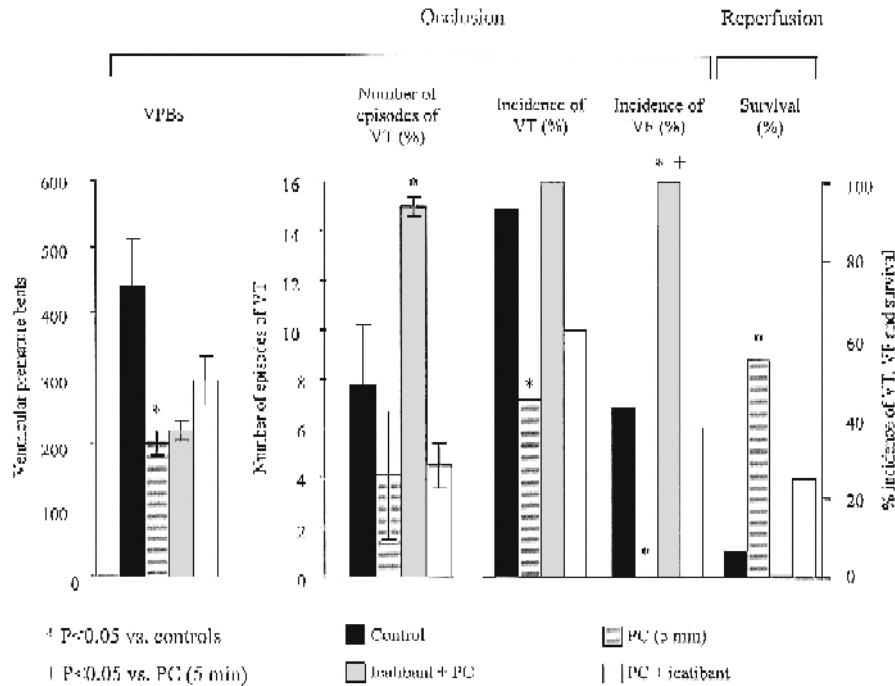 Occlusion
Reperfusion
VPBs
Number of
episodes of
VT (%)
Incidence of
VT (%)
Incidence of
VF (%)
Survival
(%)
Ventricular premature beats
600
500
400
300
200
100
0
*
Number of episodes of VT
16
14
12
10
8
6
4
2
0
*
*
* +
*
*
100
80
60
40
20
0
% incidence of VT, VF and survival
* P<0.05 vs. controls
+ P<0.05 vs. PC (5 min)
Control
Icatibant + PC
PC (5 min)
PC + icatibant